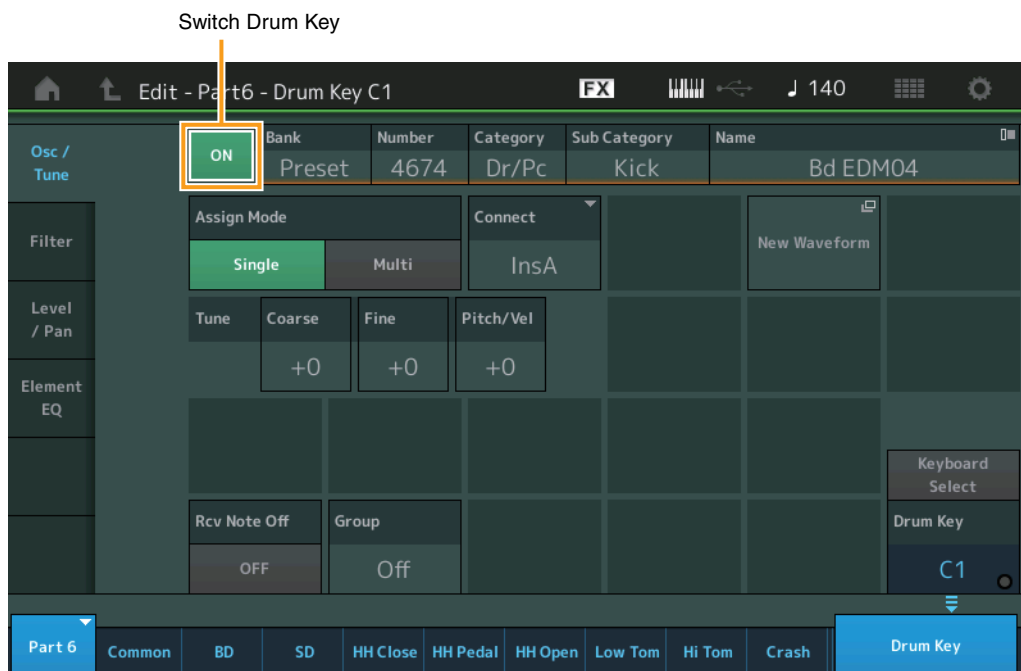 Switch Drum Key
Edit - Part6 - Drum Key C1
FX
♩ 140
Osc / Tune
ON
Bank
Preset
Number
4674
Category
Dr/Pc
Sub Category
Kick
Name
Bd EDM04
Filter
Assign Mode
Single
Multi
Connect
InsA
New Waveform
Level / Pan
Tune
Coarse
+0
Fine
+0
Pitch/Vel
+0
Element EQ
Keyboard Select
Rcv Note Off
OFF
Group
Off
Drum Key
C1
Part 6
Common
BD
SD
HH Close
HH Pedal
HH Open
Low Tom
Hi Tom
Crash
Drum Key